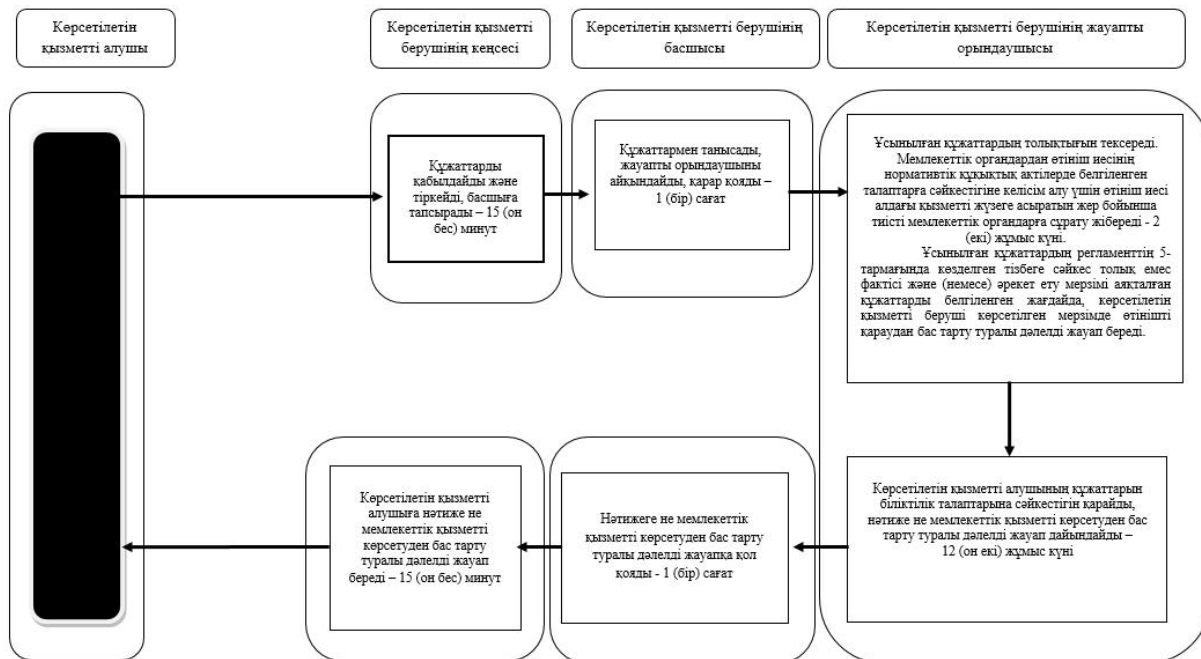 Көрсетілетін
қызметті алушы
Көрсетілетін қызметті
берушінің кеңсесі
Көрсетілетін қызметті берушінің
басшысы
Көрсетілетін қызметті берушінің жауапты
орындаушысы
Құжаттарды
қабылдайды және
тіркейді, басшыға
тапсырады – 15 (он
бес) минут
Құжаттармен танысады,
жауапты орындаушыны
айқындайды, қарар қояды –
1 (бір) сағат
Ұсынылған құжаттардың толықтығын тексереді.
Мемлекеттік органдардан өтініш иесінің
нормативтік құқықтық актілерде белгіленген
талаптарға сәйкестігіне келісім алу үшін өтініш иесі
алдағы қызметті жүзеге асыратын жер бойынша
тиісті мемлекеттік органдарға сұрату жібереді - 2
(екі) жұмыс күні.
Ұсынылған құжаттардың регламенттің 5-
тармағында көзделген тізбеге сәйкес толық емес
фактісі және (немесе) әрекет ету мерзімі аяқталған
құжаттарды белгіленген жағдайда, көрсетілетін
қызметті беруші көрсетілген мерзімде өтінішті
қараудан бас тарту туралы дәлелді жауап береді.
Көрсетілетін қызметті
алушыға нәтиже не
мемлекеттік қызметті
көрсетуден бас тарту
туралы дәлелді жауап
береді – 15 (он бес) минут
Нәтижеге не мемлекеттік
қызметті көрсетуден бас тарту
туралы дәлелді жауапқа қол
қояды - 1 (бір) сағат
Көрсетілетін қызметті алушының құжаттарын
біліктілік талаптарына сәйкестігін қарайды,
нәтиже не мемлекеттік қызметті көрсетуден бас
тарту туралы дәлелді жауап дайындайды –
12 (он екі) жұмыс күні